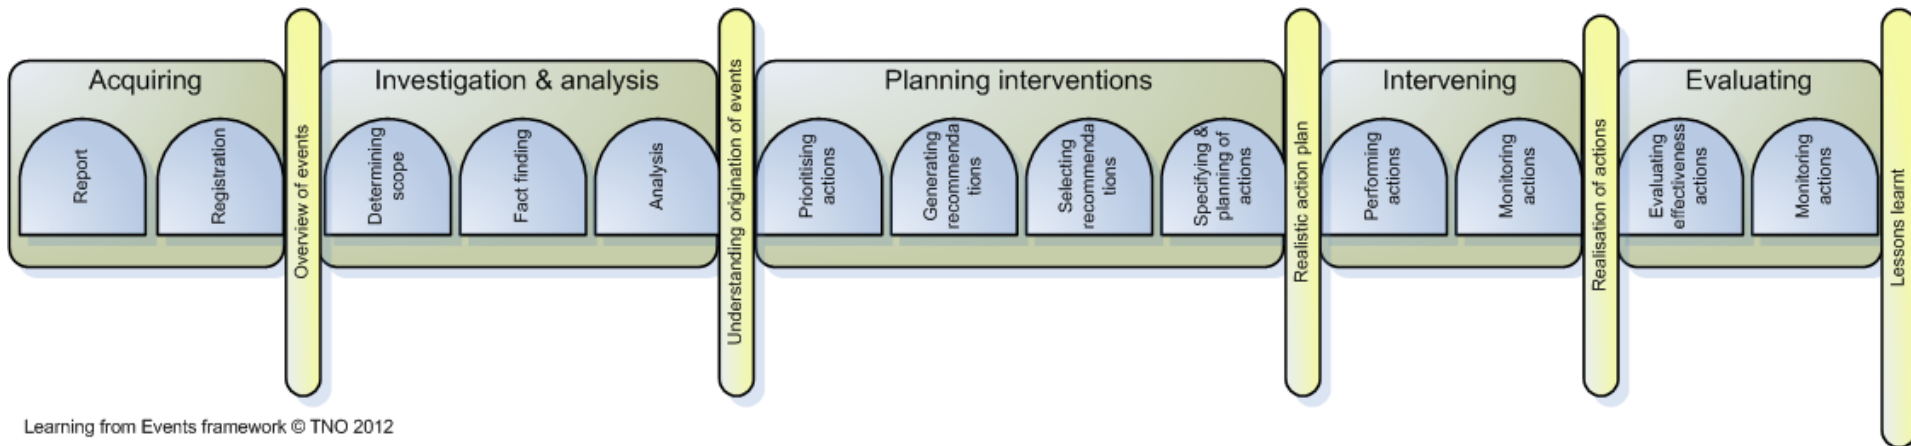 Acquiring
Report
Registration
Overview of events
Investigation & analysis
Determining
scope
Fact finding
Analysis
Understanding origination of events
Planning interventions
Prioritising
actions
Generating
recommenda
tions
Selecting
recommenda
tions
Specifying &
planning of
actions
Realistic action plan
Intervening
Performing
actions
Monitoring
actions
Realisation of actions
Evaluating
Evaluating
effectiveness
actions
Monitoring
actions
Lessons learnt
Learning from Events framework © TNO 2012